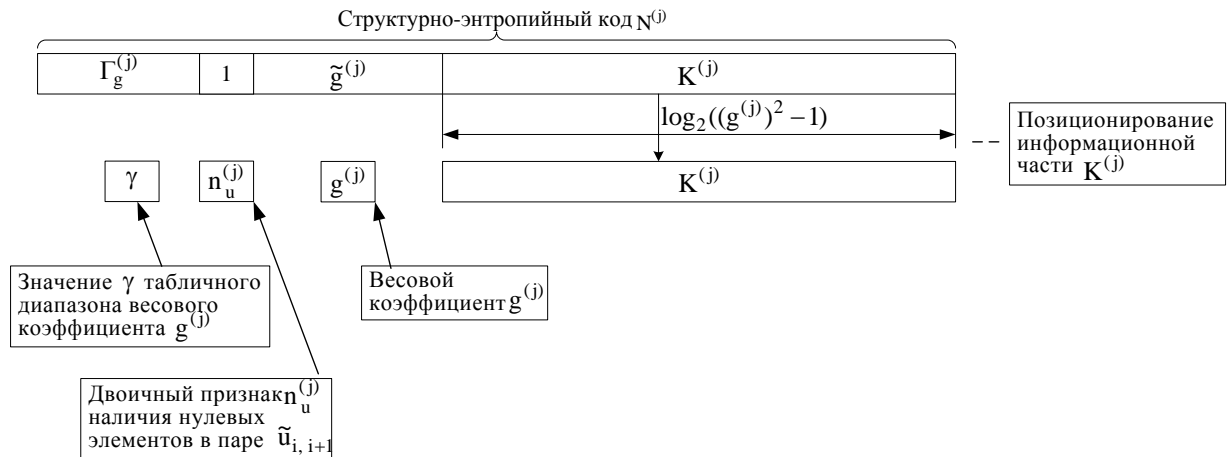 Структурно-энтропийный код N^(j)
Γ_g^(j) 1 g̃^(j) K^(j)
log₂((g^(j))² – 1)
γ n_u^(j) g^(j) K^(j)
Позиционирование
информационной
части K^(j)
Значение γ табличного
диапазона весового
коэффициента g^(j)
Весовой
коэффициент g^(j)
Двоичный признак n_u^(j)
наличия нулевых
элементов в паре ũ_i, i+1